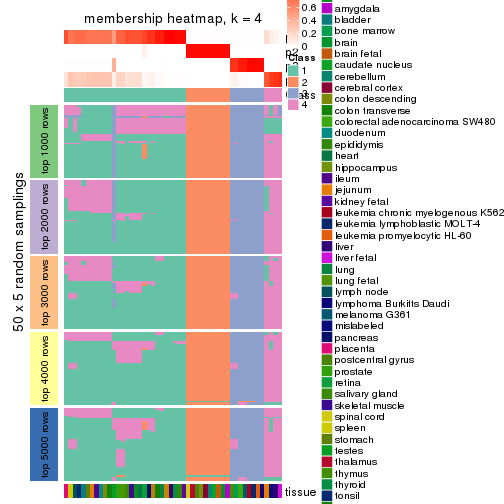 membership heatmap, k = 4
50 x 5 random samplings
top 1000 rows
top 2000 rows
top 3000 rows
top 4000 rows
top 5000 rows
0.6
0.4
0.2
0
Class
1
2
3
4
tissue
amygdala
bladder
bone marrow
brain
brain fetal
caudate nucleus
cerebellum
cerebral cortex
colon descending
colon transverse
colorectal adenocarcinoma SW480
duodenum
epididymis
heart
hippocampus
ileum
jejunum
kidney fetal
leukemia chronic myelogenous K562
leukemia lymphoblastic MOLT-4
leukemia promyelocytic HL-60
liver
liver fetal
lung
lung fetal
lymph node
lymphoma Burkitts Daudi
melanoma G361
mislabeled
pancreas
placenta
postcentral gyrus
prostate
retina
salivary gland
skeletal muscle
spinal cord
spleen
stomach
testes
thalamus
thymus
thyroid
tonsil